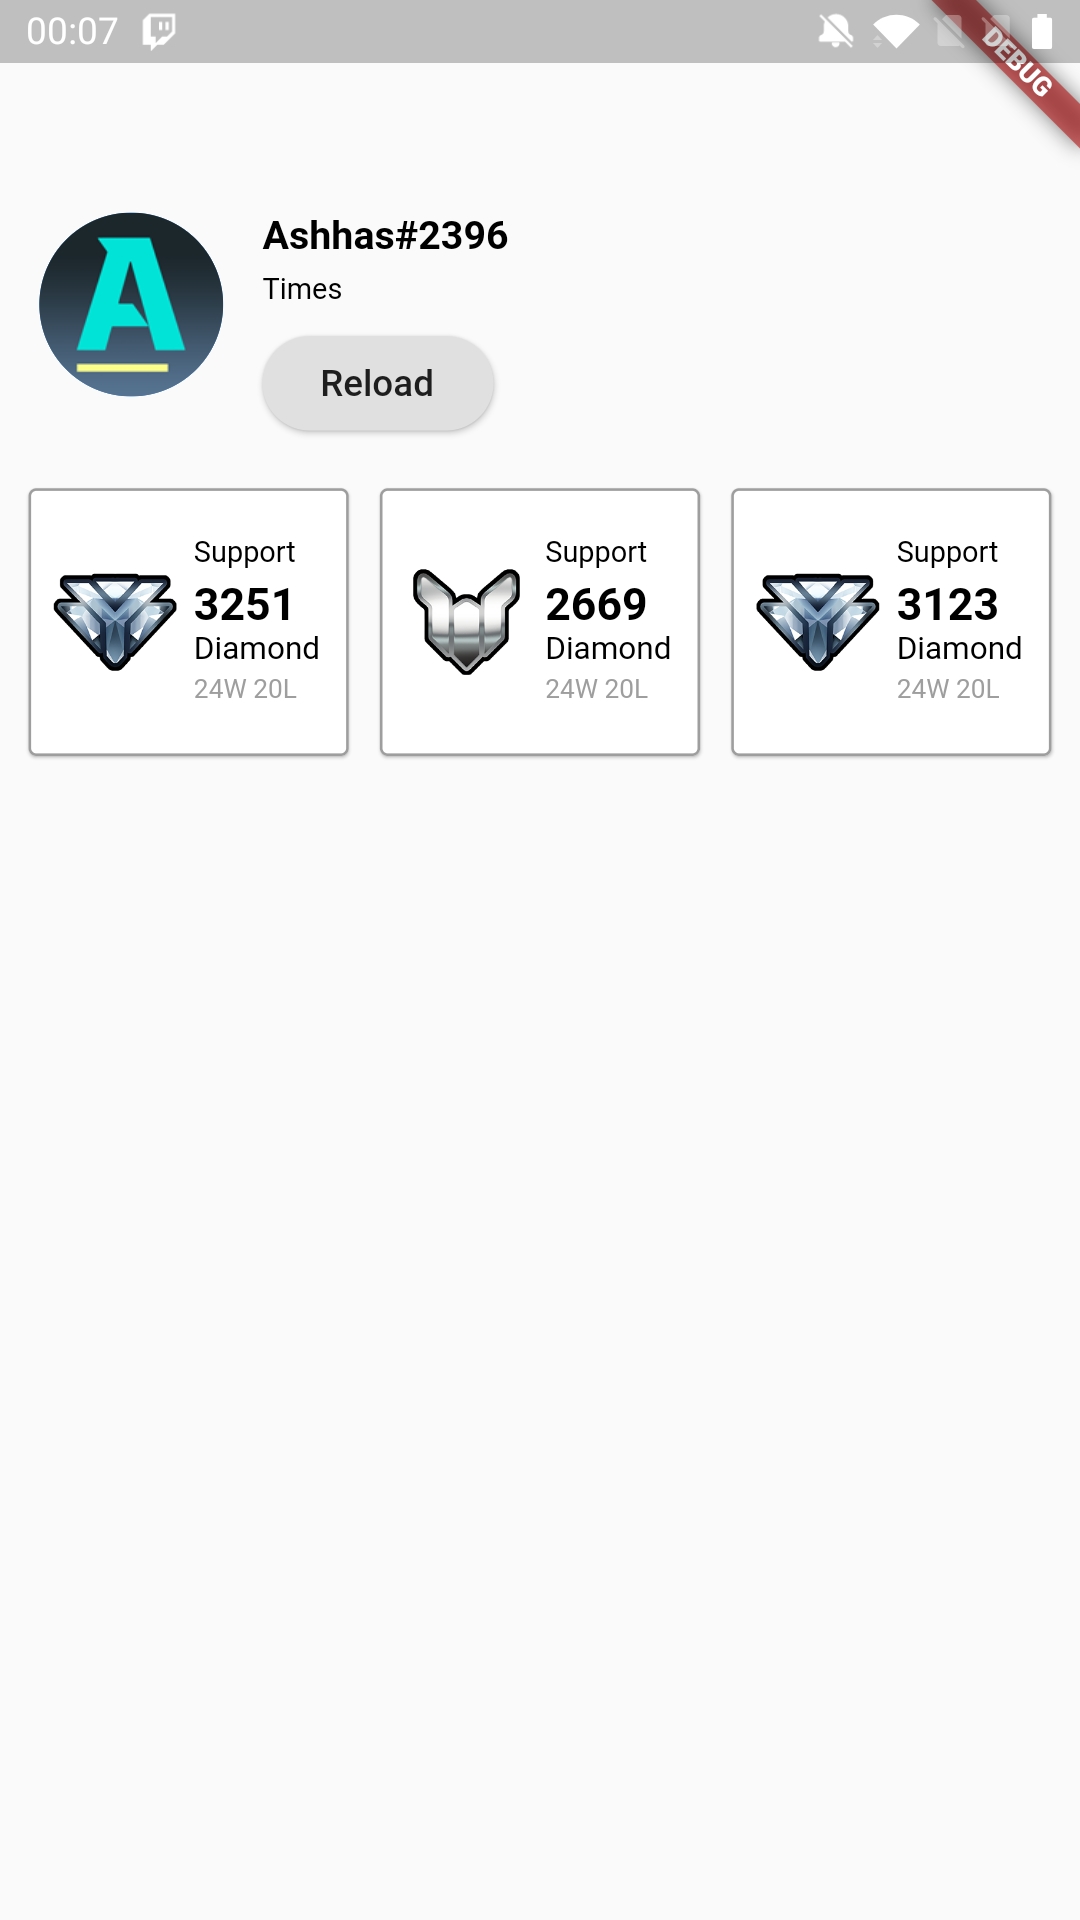 00:07
DEBUG
Ashhas#2396
Times
Reload
Support
3251
Diamond
24W 20L
Support
2669
Diamond
24W 20L
Support
3123
Diamond
24W 20L